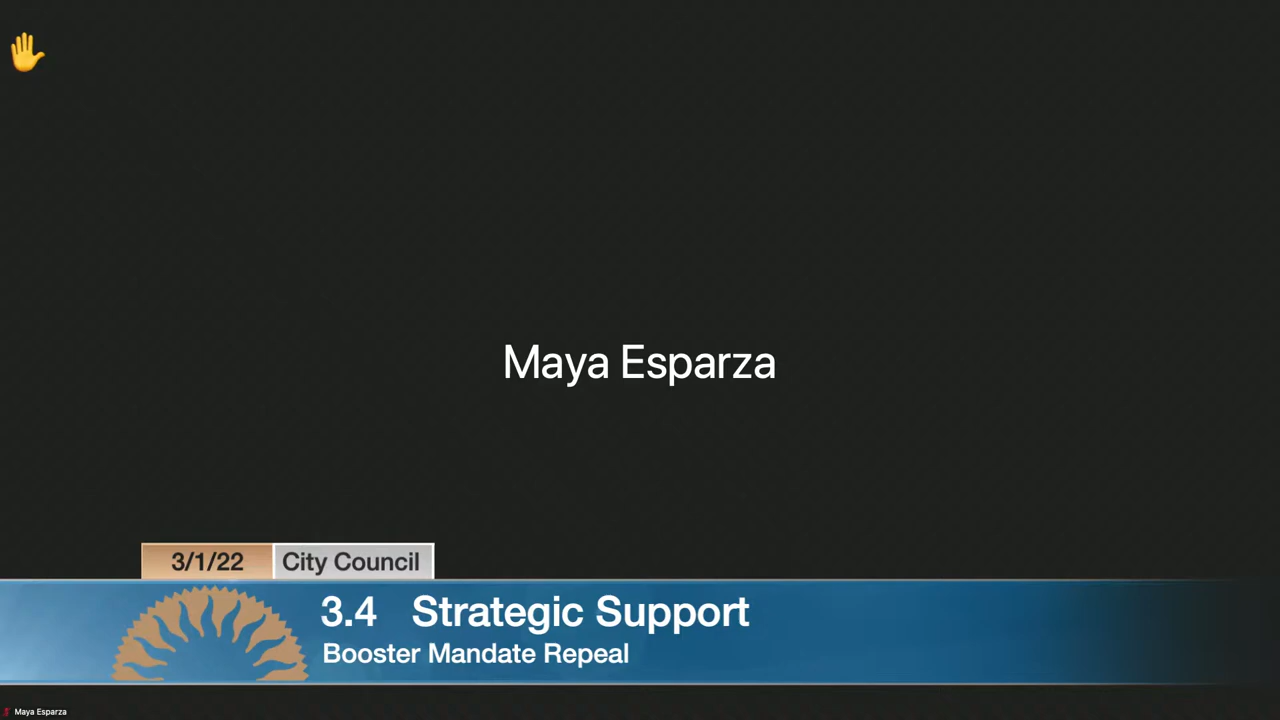 Maya Esparza
3/1/22 City Council
3.4 Strategic Support
Booster Mandate Repeal
Maya Esparza